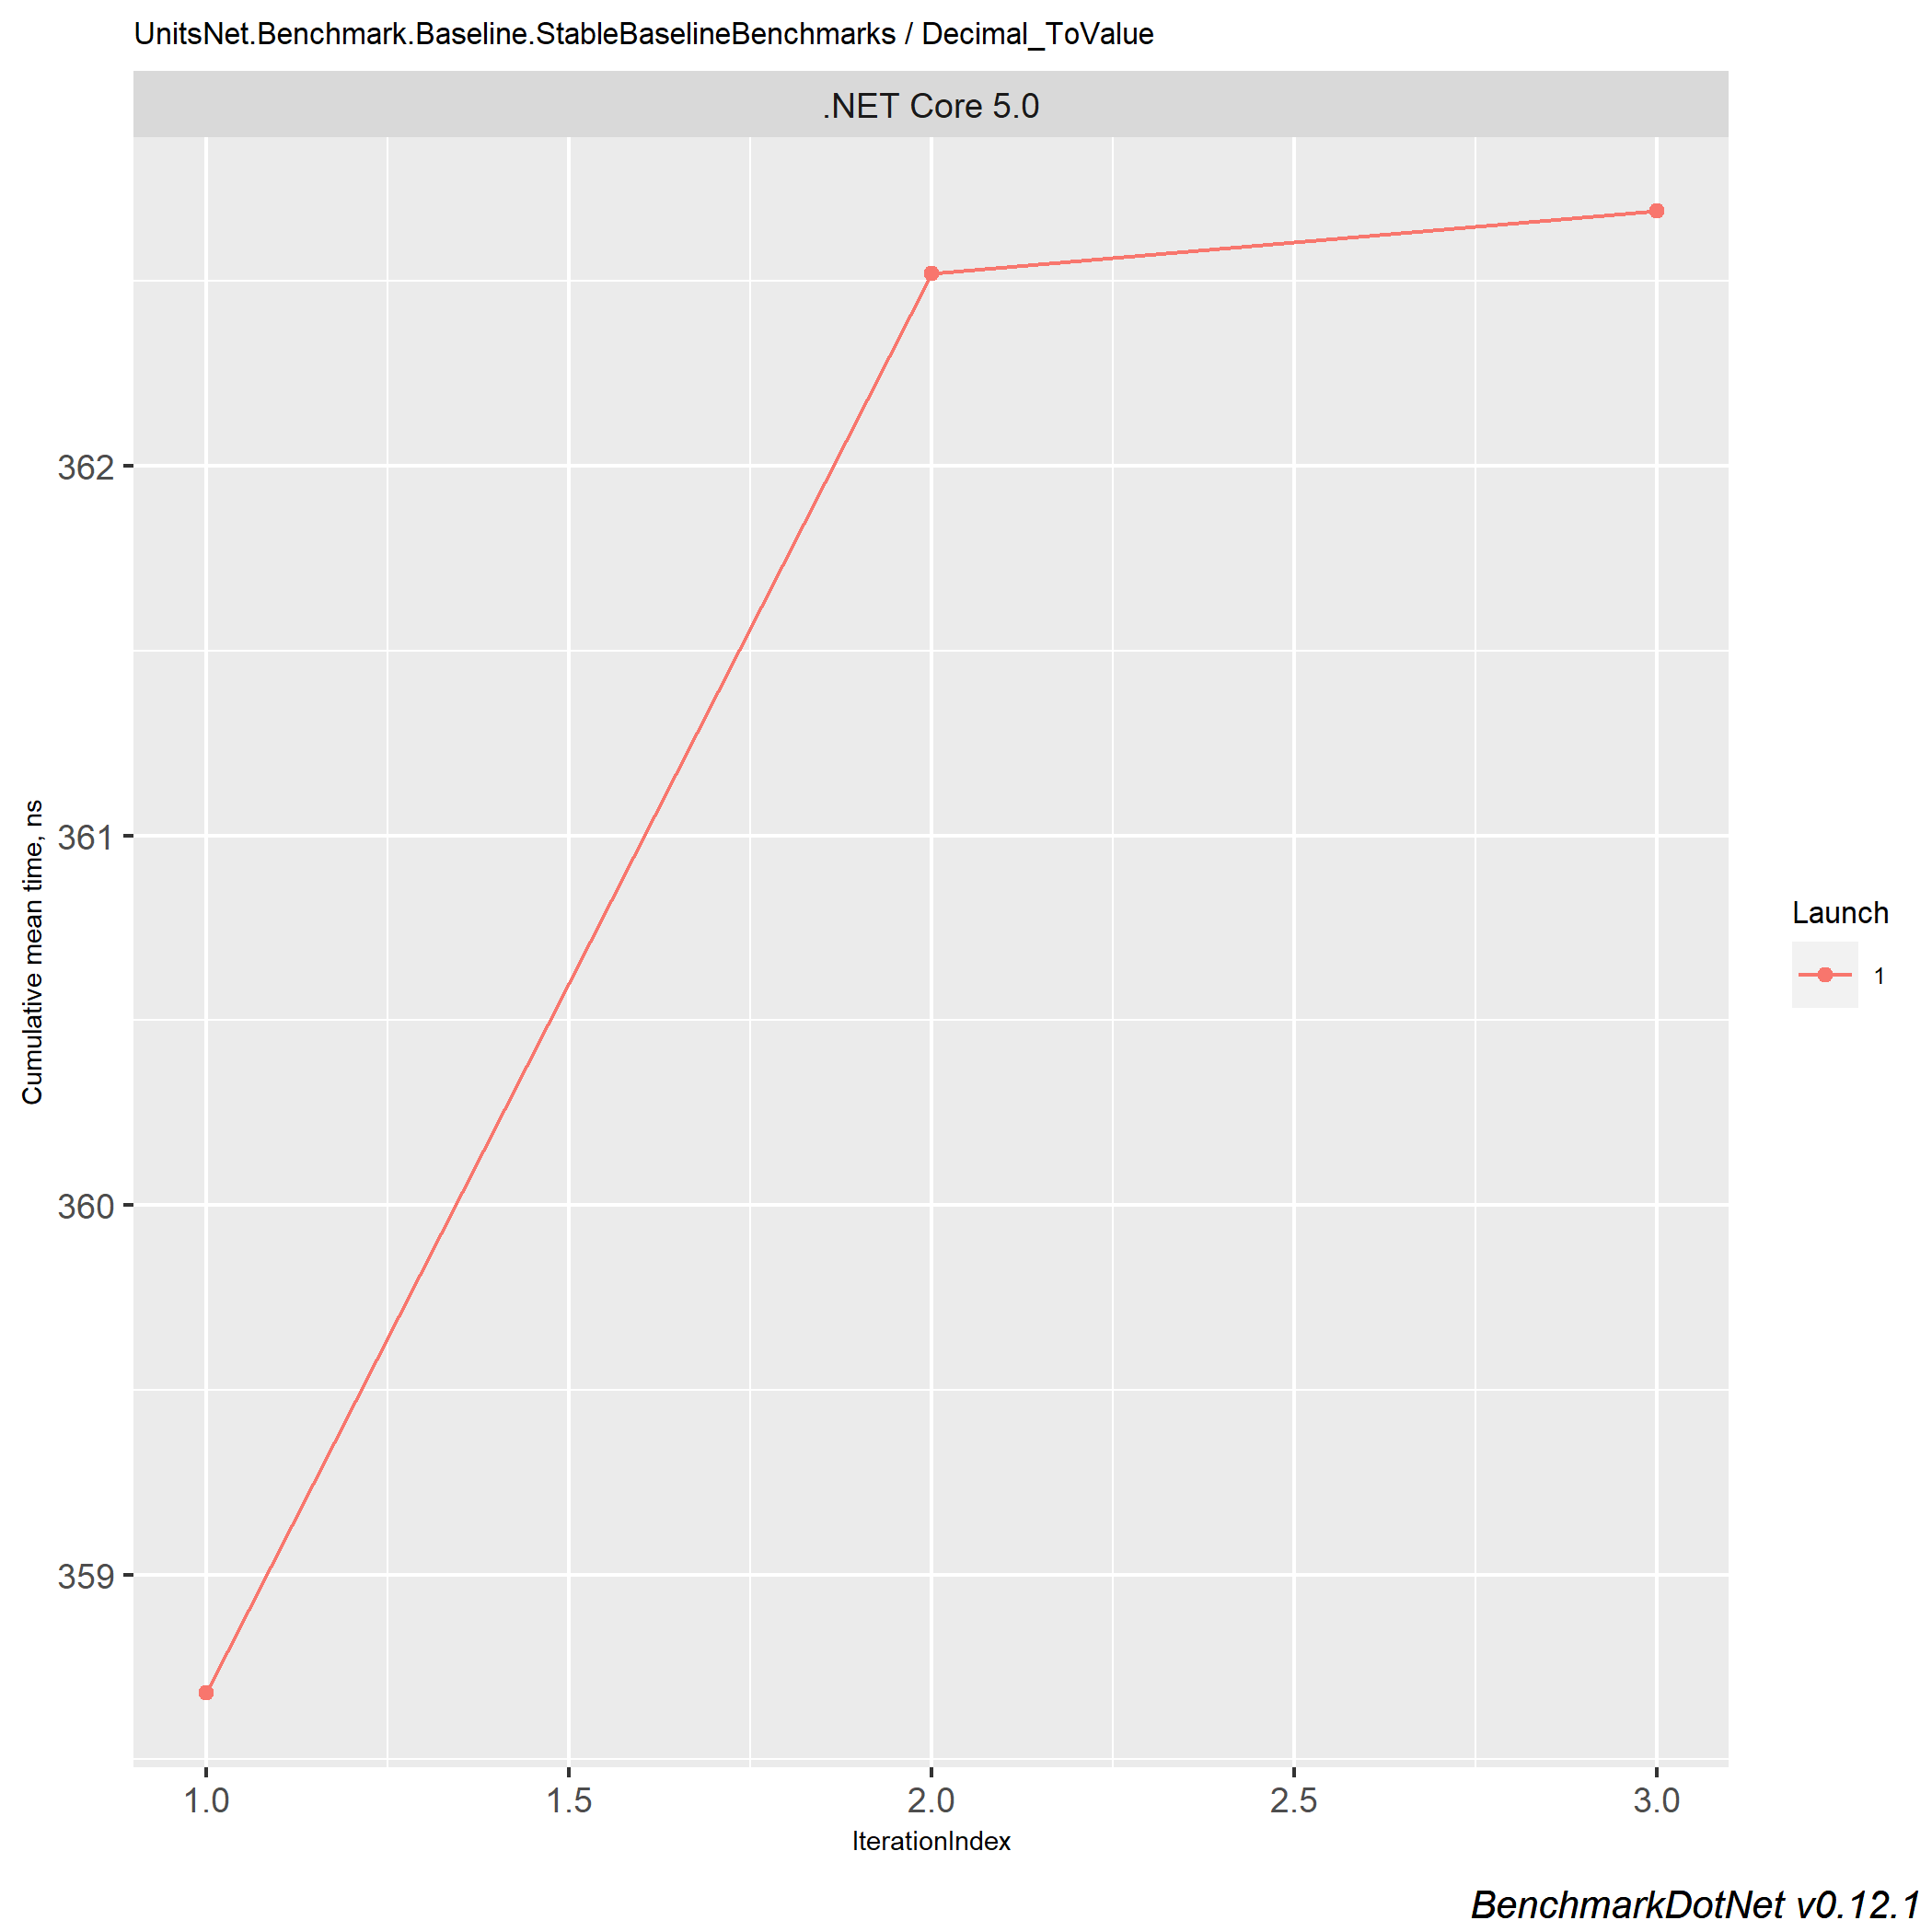 UnitsNet.Benchmark.Baseline.StableBaselineBenchmarks / Decimal_ToValue
.NET Core 5.0
362
361
360
359
Cumulative mean time, ns
1.0
1.5
2.0
2.5
3.0
IterationIndex
Launch
1
BenchmarkDotNet v0.12.1